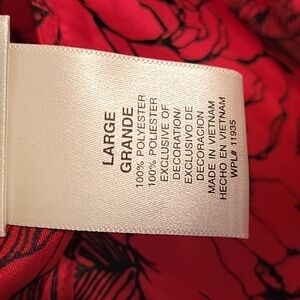 LARGE
GRANDE
100% POLYESTER
100% POLIESTER
EXCLUSIVE OF
DECORATION/
EXCLUSIVO DE
DECORACION
MADE IN VIETNAM
HECHO EN VIETNAM
WPL# 11935